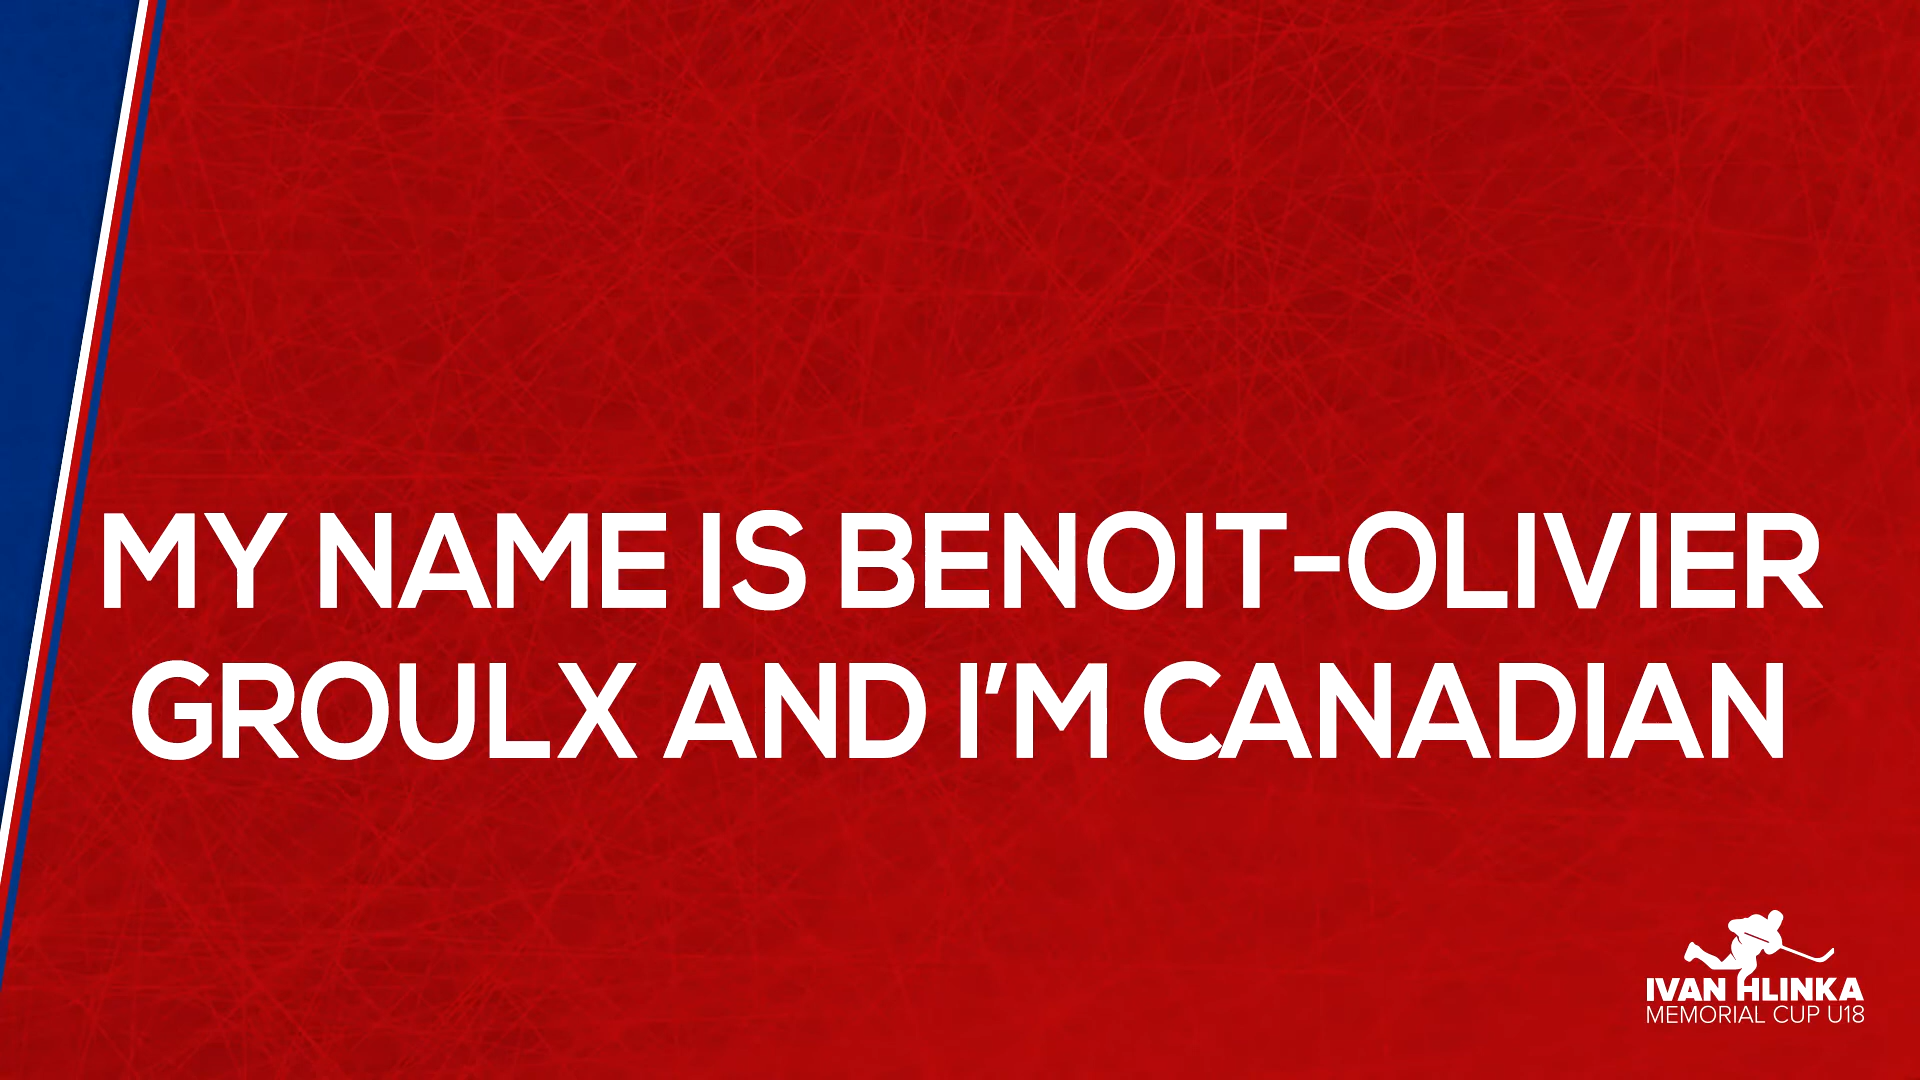 MY NAME IS BENOIT-OLIVIER
GROULX AND I'M CANADIAN
IVAN HLINKA
MEMORIAL CUP U18